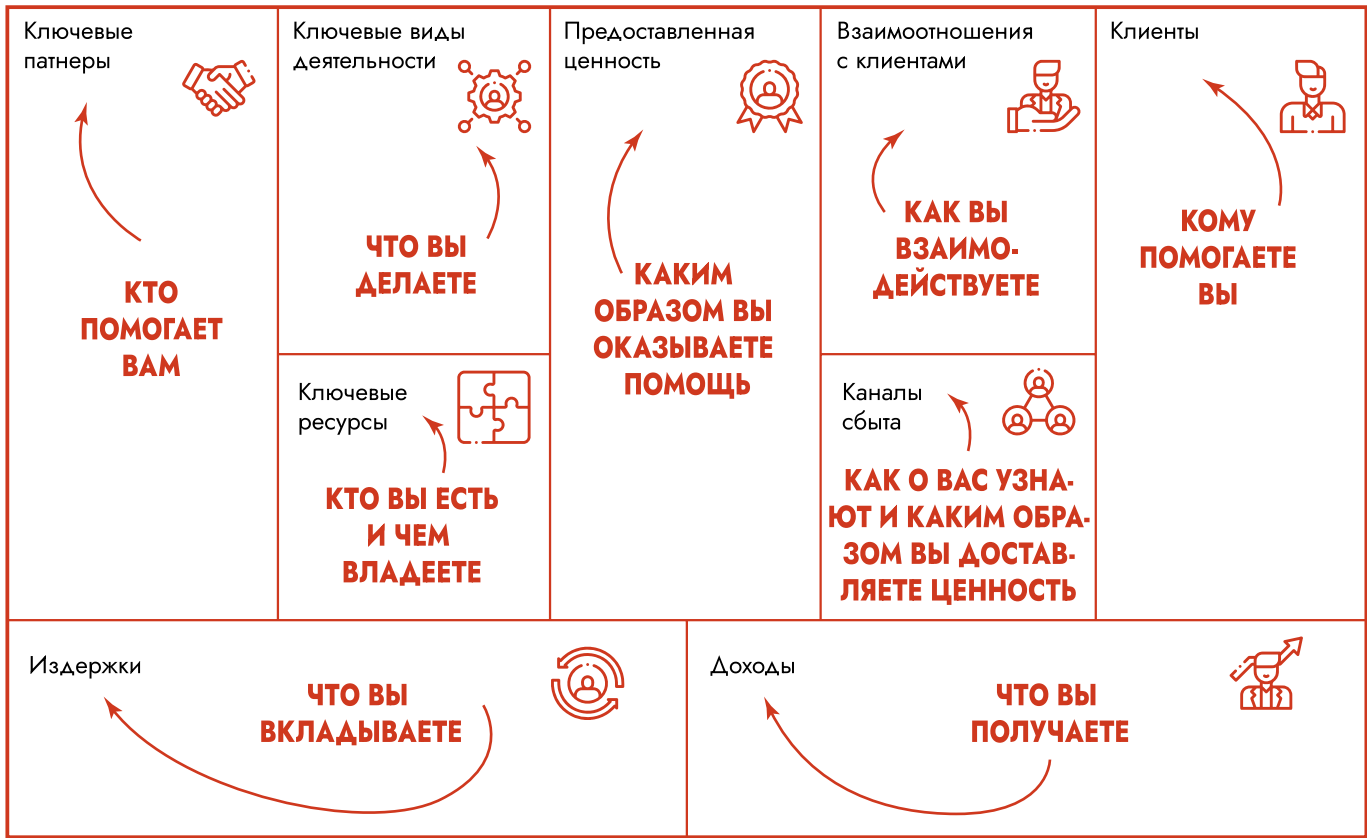 Ключевые
патнеры
КТО
ПОМОГАЕТ
ВАМ
Ключевые виды
деятельности
ЧТО ВЫ
ДЕЛАЕТЕ
Ключевые
ресурсы
КТО ВЫ ЕСТЬ
И ЧЕМ
ВЛАДЕЕТЕ
Предоставленная
ценность
КАКИМ
ОБРАЗОМ ВЫ
ОКАЗЫВАЕТЕ
ПОМОЩЬ
Взаимоотношения
с клиентами
КАК ВЫ
ВЗАИМО-
ДЕЙСТВУЕТЕ
Каналы
сбыта
КАК О ВАС УЗНА-
ЮТ И КАКИМ ОБРА-
ЗОМ ВЫ ДОСТАВ-
ЛЯЕТЕ ЦЕННОСТЬ
Клиенты
КОМУ
ПОМОГАЕТЕ
ВЫ
Издержки
ЧТО ВЫ
ВКЛАДЫВАЕТЕ
Доходы
ЧТО ВЫ
ПОЛУЧАЕТЕ